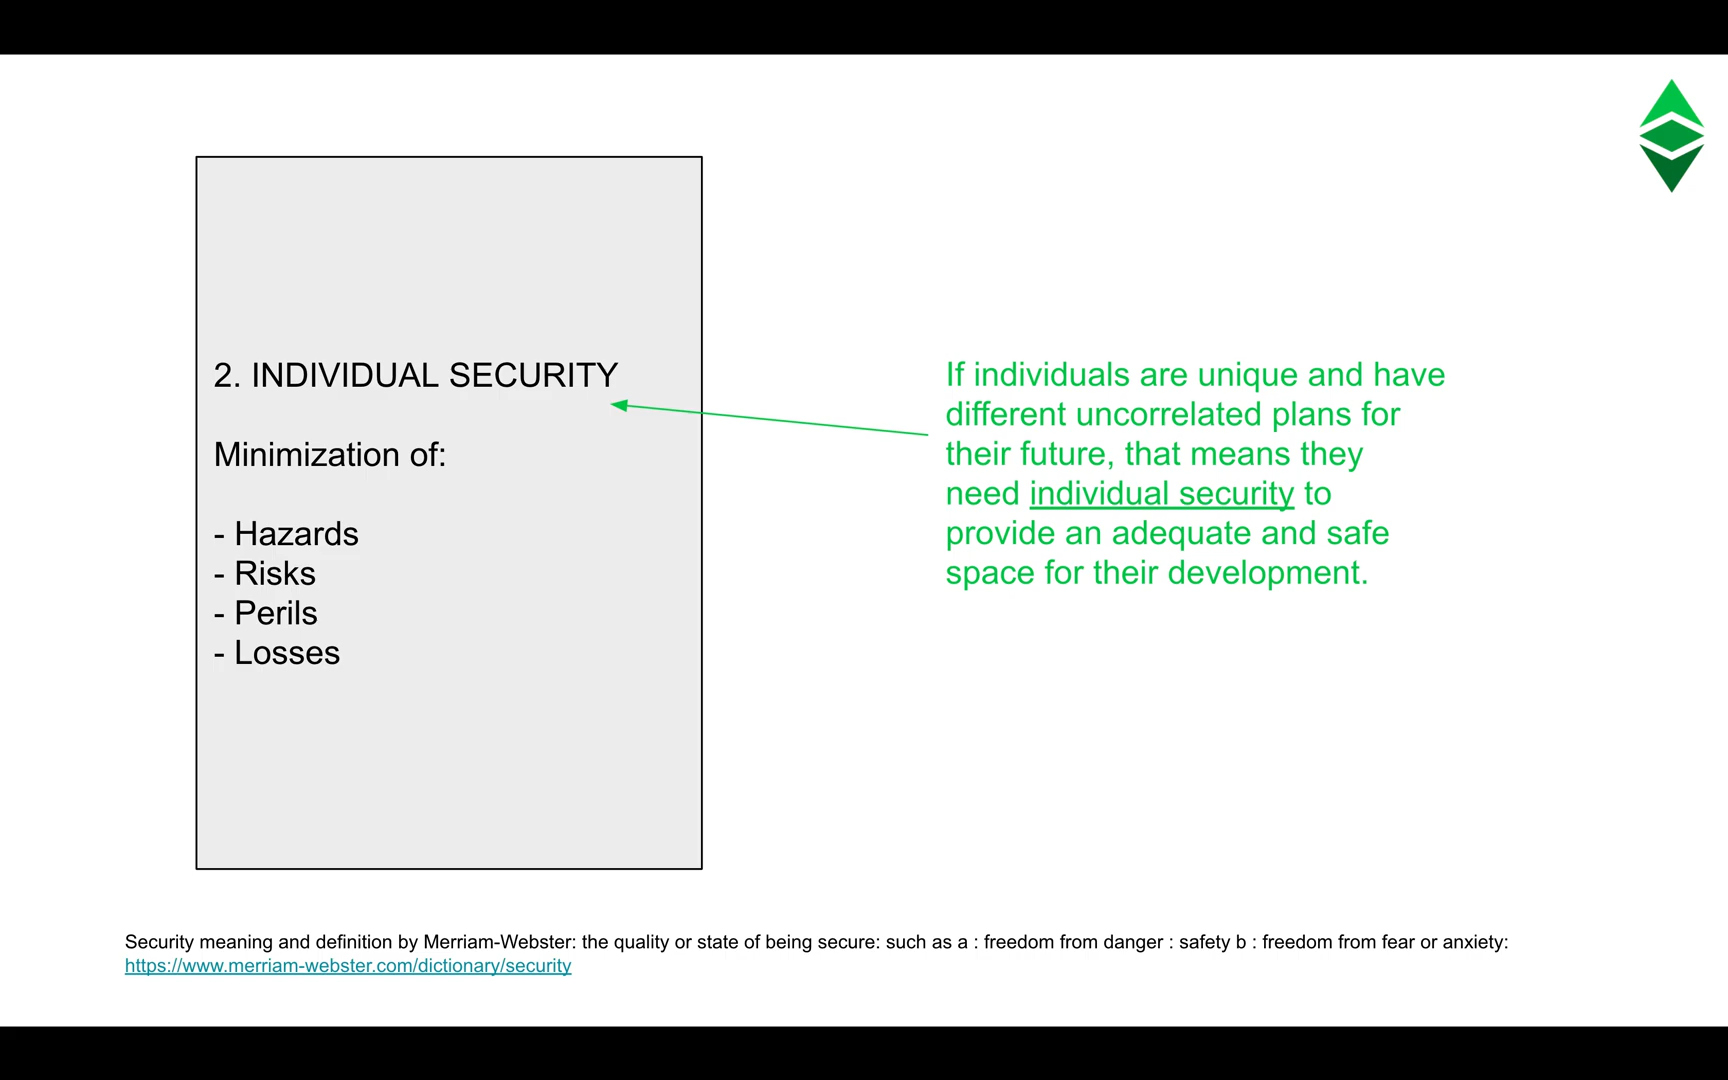 2. INDIVIDUAL SECURITY
Minimization of:
- Hazards
- Risks
- Perils
- Losses
If individuals are unique and have
different uncorrelated plans for
their future, that means they
need individual security to
provide an adequate and safe
space for their development.
Security meaning and definition by Merriam-Webster: the quality or state of being secure: such as a : freedom from danger : safety b : freedom from fear or anxiety:
https://www.merriam-webster.com/dictionary/security